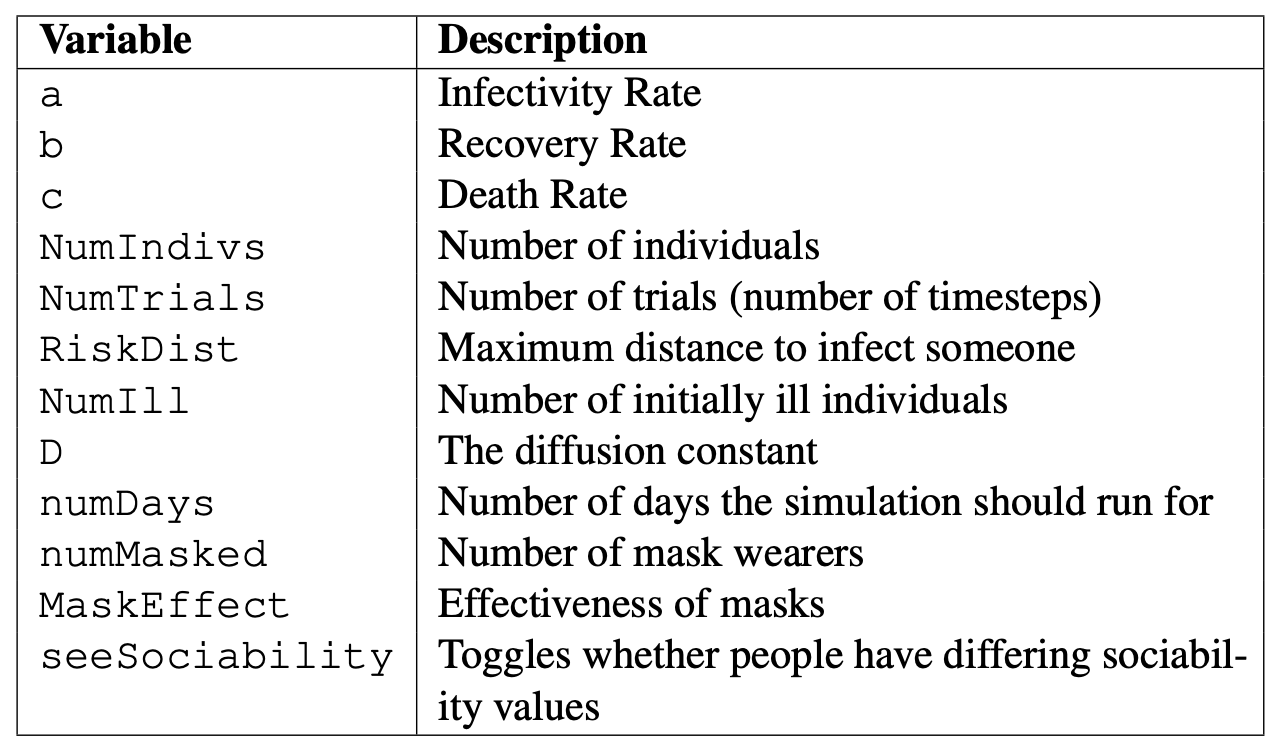 Variable Description
a Infectivity Rate
b Recovery Rate
c Death Rate
NumIndivs Number of individuals
NumTrials Number of trials (number of timesteps)
RiskDist Maximum distance to infect someone
NumIll Number of initially ill individuals
D The diffusion constant
numDays Number of days the simulation should run for
numMasked Number of mask wearers
MaskEffect Effectiveness of masks
seeSociability Toggles whether people have differing sociabil-
ity values